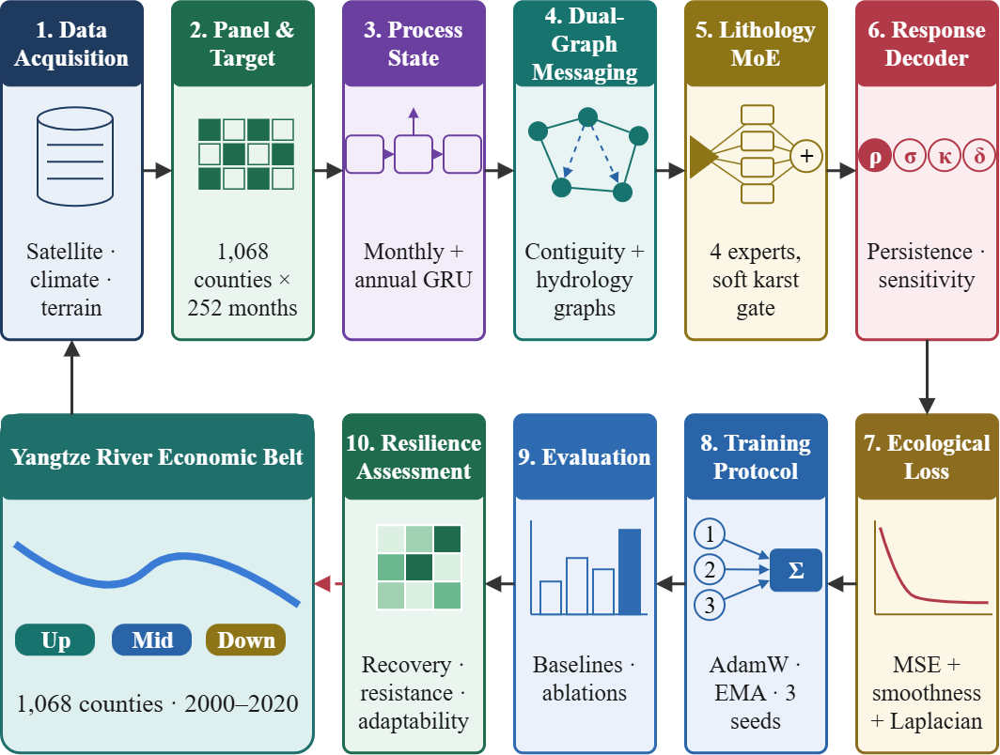 1. Data
Acquisition
Satellite ·
climate ·
terrain
2. Panel &
Target
1,068
counties ×
252 months
3. Process
State
Monthly +
annual GRU
4. Dual-
Graph
Messaging
Contiguity +
hydrology
graphs
5. Lithology
MoE
+
4 experts,
soft karst
gate
6. Response
Decoder
ρ σ κ δ
Persistence ·
sensitivity
Yangtze River Economic Belt
Up Mid Down
1,068 counties · 2000–2020
10. Resilience
Assessment
Recovery ·
resistance ·
adaptability
9. Evaluation
Baselines ·
ablations
8. Training
Protocol
1
2
3
Σ
AdamW ·
EMA · 3
seeds
7. Ecological
Loss
MSE +
smoothness
+ Laplacian